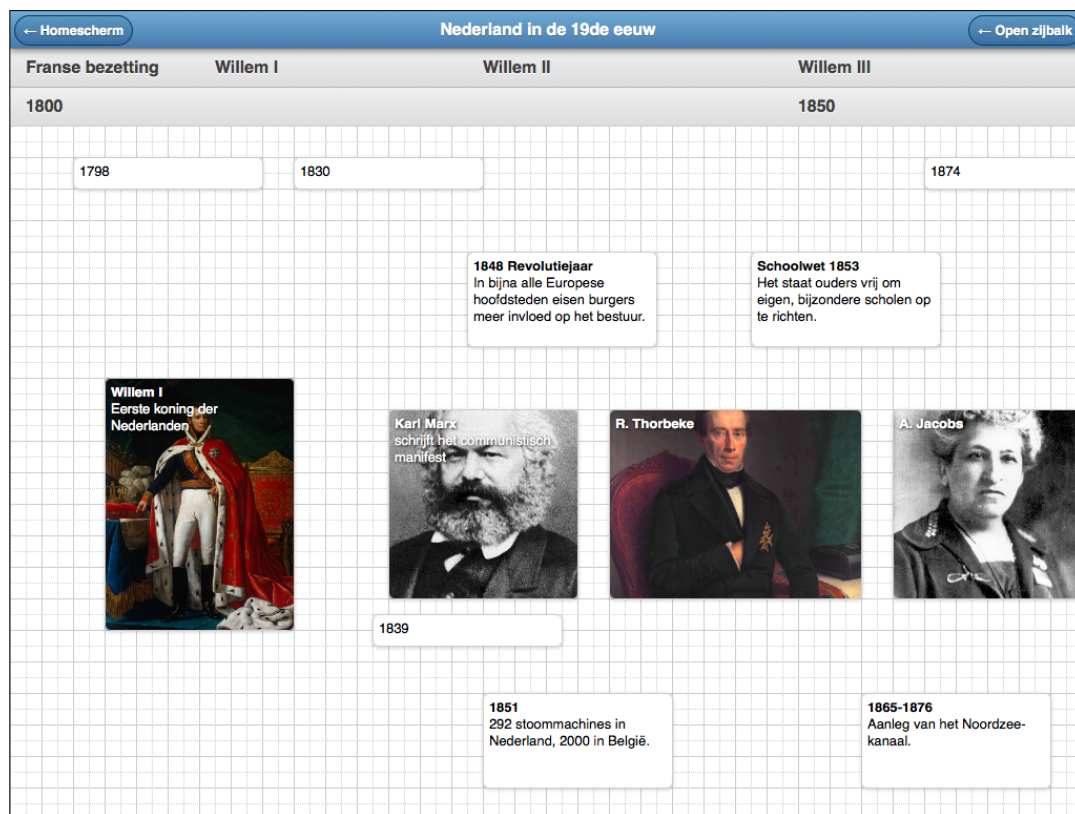 ← Homescherm
Nederland in de 19de eeuw
← Open zijbalk
Franse bezetting
Willem I
Willem II
Willem III
1800
1850
1798
1830
1874
1848 Revolutiejaar
In bijna alle Europese
hoofdsteden eisen burgers
meer invloed op het bestuur.
Schoolwet 1853
Het staat ouders vrij om
eigen, bijzondere scholen op
te richten.
Willem I
Eerste koning der
Nederlanden
Karl Marx
schrijft het communistisch
manifest
R. Thorbeke
A. Jacobs
1839
1851
292 stoommachines in
Nederland, 2000 in België.
1865-1876
Aanleg van het Noordzee-
kanaal.